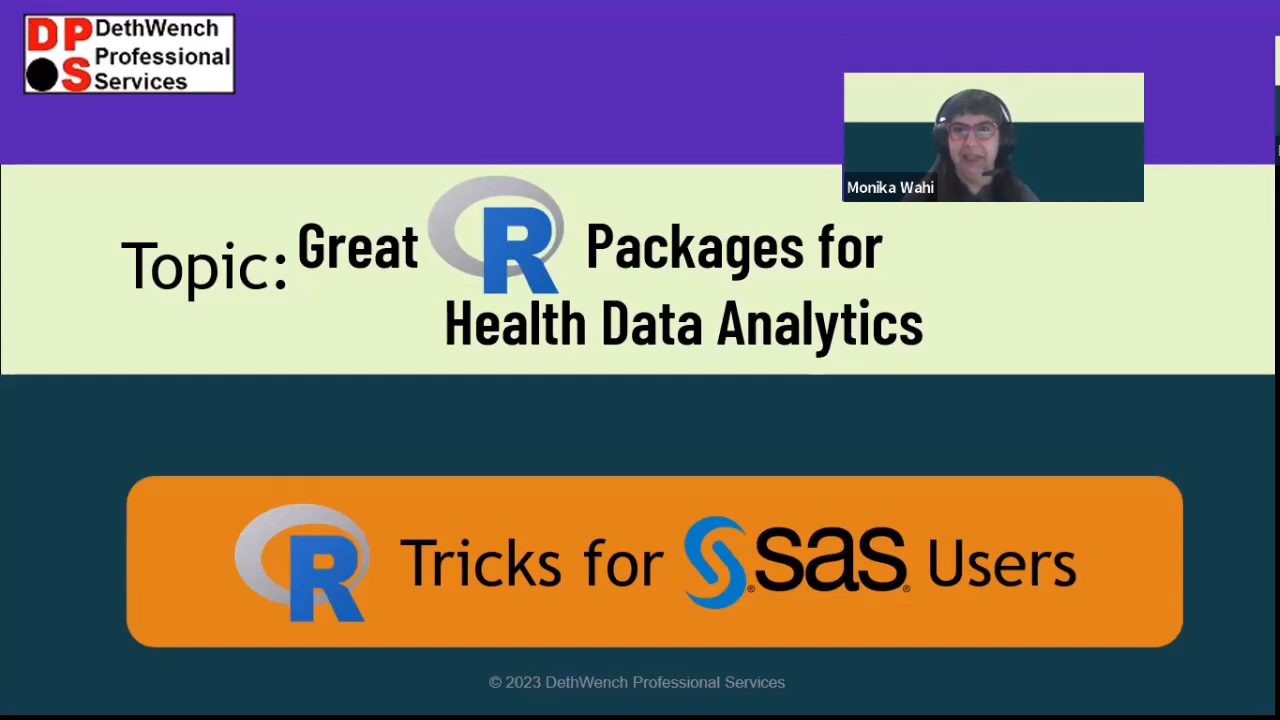 DP DethWench
Professional
S Services
Monika Wahi
Topic: Great R Packages for
Health Data Analytics
R Tricks for sas Users
© 2023 DethWench Professional Services